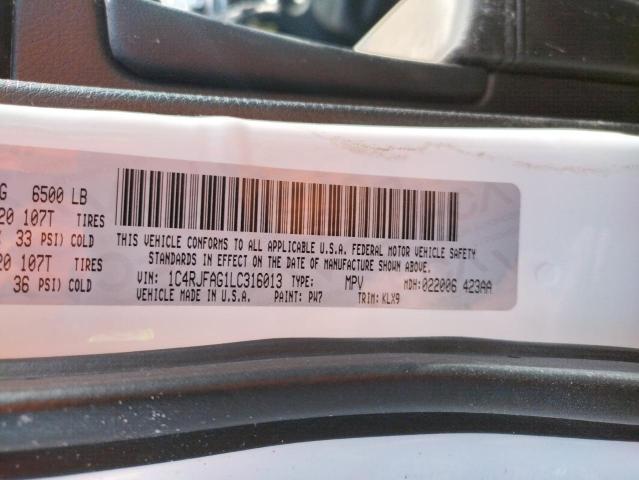 G 6500 LB
20 107T TIRES
33 PSI) COLD
20 107T TIRES
36 PSI) COLD
THIS VEHICLE CONFORMS TO ALL APPLICABLE U.S.A. FEDERAL MOTOR VEHICLE SAFETY
STANDARDS IN EFFECT ON THE DATE OF MANUFACTURE SHOWN ABOVE.
VIN: 1C4RJFAG1LC316013 TYPE: MPV MDH:022006 423AA
VEHICLE MADE IN U.S.A. PAINT: PW7 TRIM: KLX9